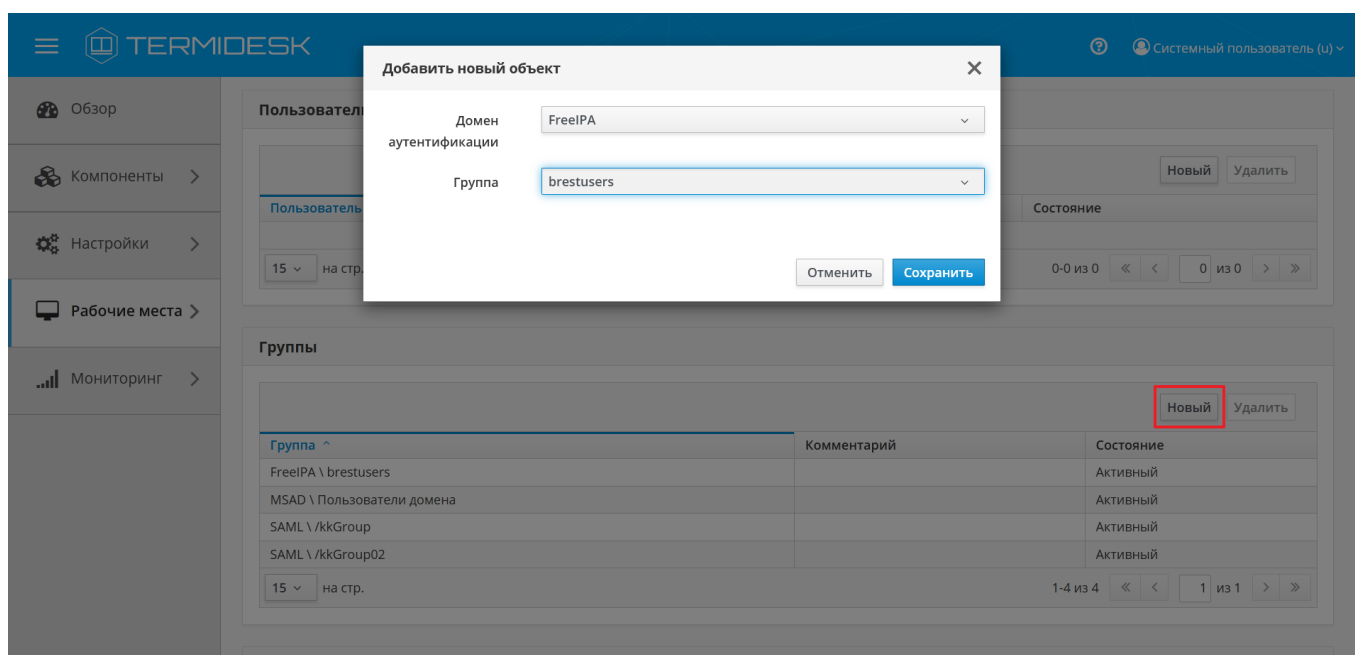 TERMIDESK
Системный пользователь (u)
Добавить новый объект
Домен аутентификации
FreeIPA
Группа
brestusers
Отменить
Сохранить
Обзор
Компоненты
Настройки
Рабочие места
Мониторинг
Пользовател
Новый
Удалить
Пользователь
Состояние
15
на стр.
0-0 из 0
0 из 0
Группы
Новый
Удалить
Группа
Комментарий
Состояние
FreeIPA \ brestusers
Активный
MSAD \ Пользователи домена
Активный
SAML \ /kkGroup
Активный
SAML \ /kkGroup02
Активный
15
на стр.
1-4 из 4
1 из 1